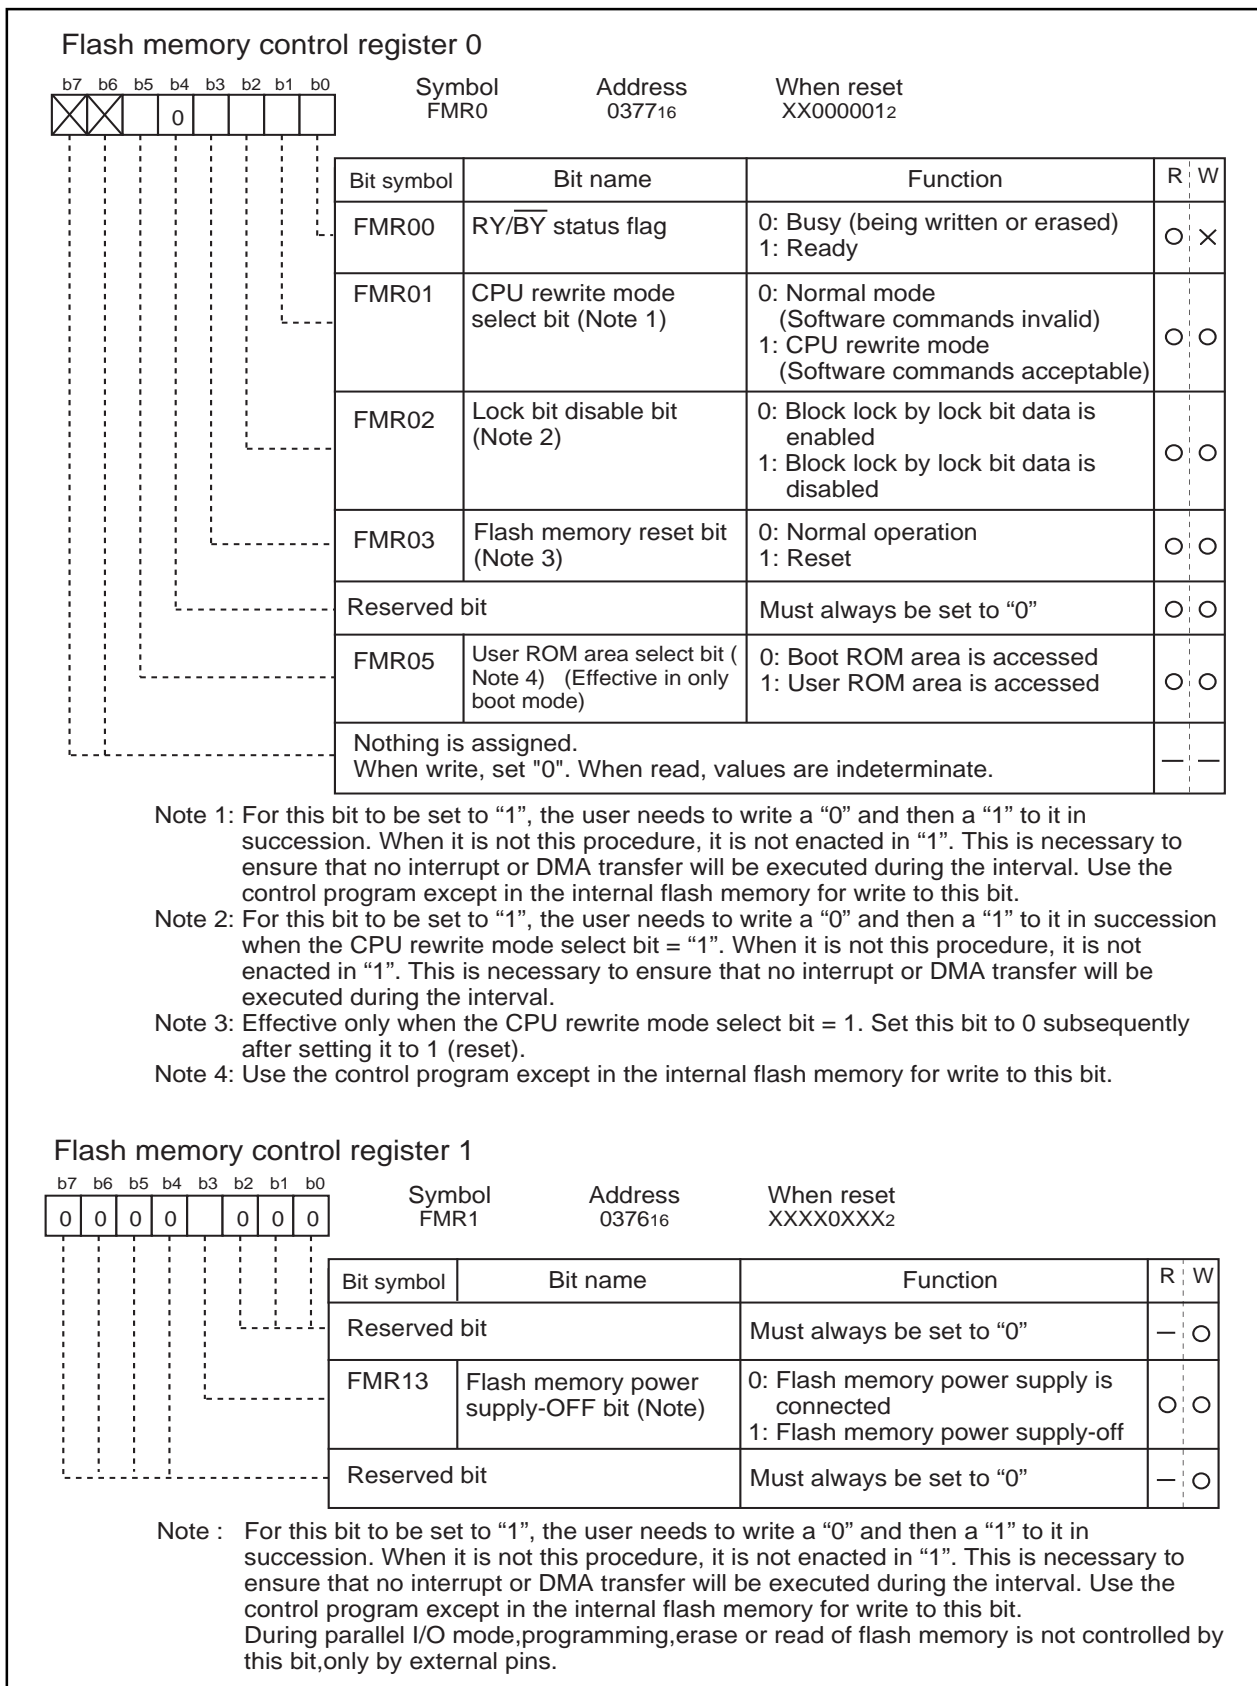 Flash memory control register 0
b7 b6 b5 b4 b3 b2 b1 b0
0
Symbol Address When reset
FMR0 037716 XX0000012
Bit symbol Bit name Function R W
FMR00 RY/BY status flag 0: Busy (being written or erased)
1: Ready
FMR01 CPU rewrite mode 0: Normal mode
select bit (Note 1) (Software commands invalid)
1: CPU rewrite mode
(Software commands acceptable)
FMR02 Lock bit disable bit 0: Block lock by lock bit data is
(Note 2) enabled
1: Block lock by lock bit data is
disabled
FMR03 Flash memory reset bit 0: Normal operation
(Note 3) 1: Reset
Reserved bit Must always be set to “0”
FMR05 User ROM area select bit ( 0: Boot ROM area is accessed
Note 4) (Effective in only 1: User ROM area is accessed
boot mode)
Nothing is assigned.
When write, set "0". When read, values are indeterminate.
Note 1: For this bit to be set to “1”, the user needs to write a “0” and then a “1” to it in
succession. When it is not this procedure, it is not enacted in “1”. This is necessary to
ensure that no interrupt or DMA transfer will be executed during the interval. Use the
control program except in the internal flash memory for write to this bit.
Note 2: For this bit to be set to “1”, the user needs to write a “0” and then a “1” to it in succession
when the CPU rewrite mode select bit = “1”. When it is not this procedure, it is not
enacted in “1”. This is necessary to ensure that no interrupt or DMA transfer will be
executed during the interval.
Note 3: Effective only when the CPU rewrite mode select bit = 1. Set this bit to 0 subsequently
after setting it to 1 (reset).
Note 4: Use the control program except in the internal flash memory for write to this bit.
Flash memory control register 1
b7 b6 b5 b4 b3 b2 b1 b0
0 0 0 0 0 0 0
Symbol Address When reset
FMR1 037616 XXXX0XXX2
Bit symbol Bit name Function R W
Reserved bit Must always be set to “0”
FMR13 Flash memory power 0: Flash memory power supply is
supply-OFF bit (Note) connected
1: Flash memory power supply-off
Reserved bit Must always be set to “0”
Note : For this bit to be set to “1”, the user needs to write a “0” and then a “1” to it in
succession. When it is not this procedure, it is not enacted in “1”. This is necessary to
ensure that no interrupt or DMA transfer will be executed during the interval. Use the
control program except in the internal flash memory for write to this bit.
During parallel I/O mode,programming,erase or read of flash memory is not controlled by
this bit,only by external pins.